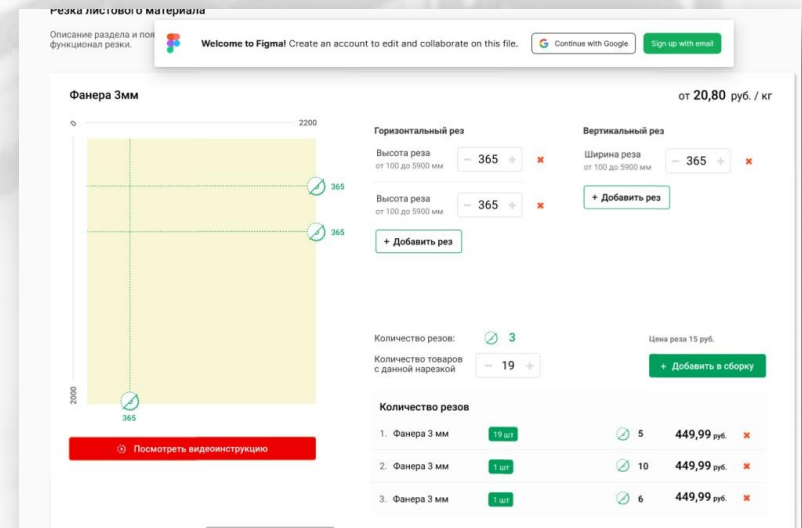 Резка листового материала
Описание раздела и поя
функционал резки.
Welcome to Figma! Create an account to edit and collaborate on this file.
Continue with Google
Sign up with email
Фанера 3мм
от 20,80 руб. / кг
0
2200
365
365
2000
365
Посмотреть видеоинструкцию
Горизонтальный рез
Высота реза
от 100 до 5900 мм
− 365 +
Высота реза
от 100 до 5900 мм
− 365 +
+ Добавить рез
Вертикальный рез
Ширина реза
от 100 до 5900 мм
− 365 +
+ Добавить рез
Количество резов: 3
Цена реза 15 руб.
Количество товаров
с данной нарезкой
− 19 +
+ Добавить в сборку
Количество резов
1. Фанера 3 мм 19 шт 5 449,99 руб.
2. Фанера 3 мм 1 шт 10 449,99 руб.
3. Фанера 3 мм 1 шт 6 449,99 руб.